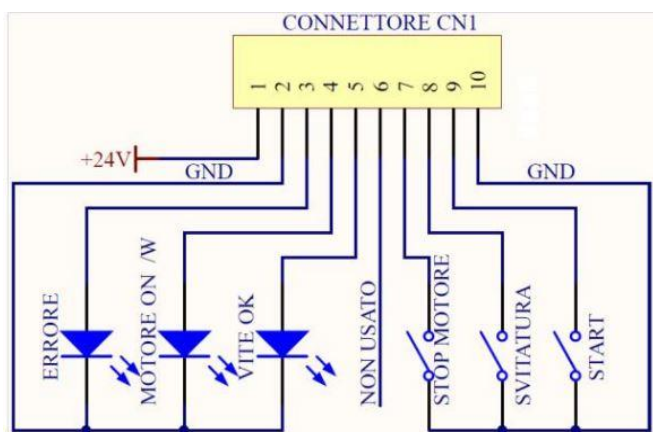 CONNETTORE CN1
1 2 3 4 5 6 7 8 9 10
+24V
GND
GND
ERRORE
MOTORE ON /W
VITE OK
NON USATO
STOP MOTORE
SVITATURA
START